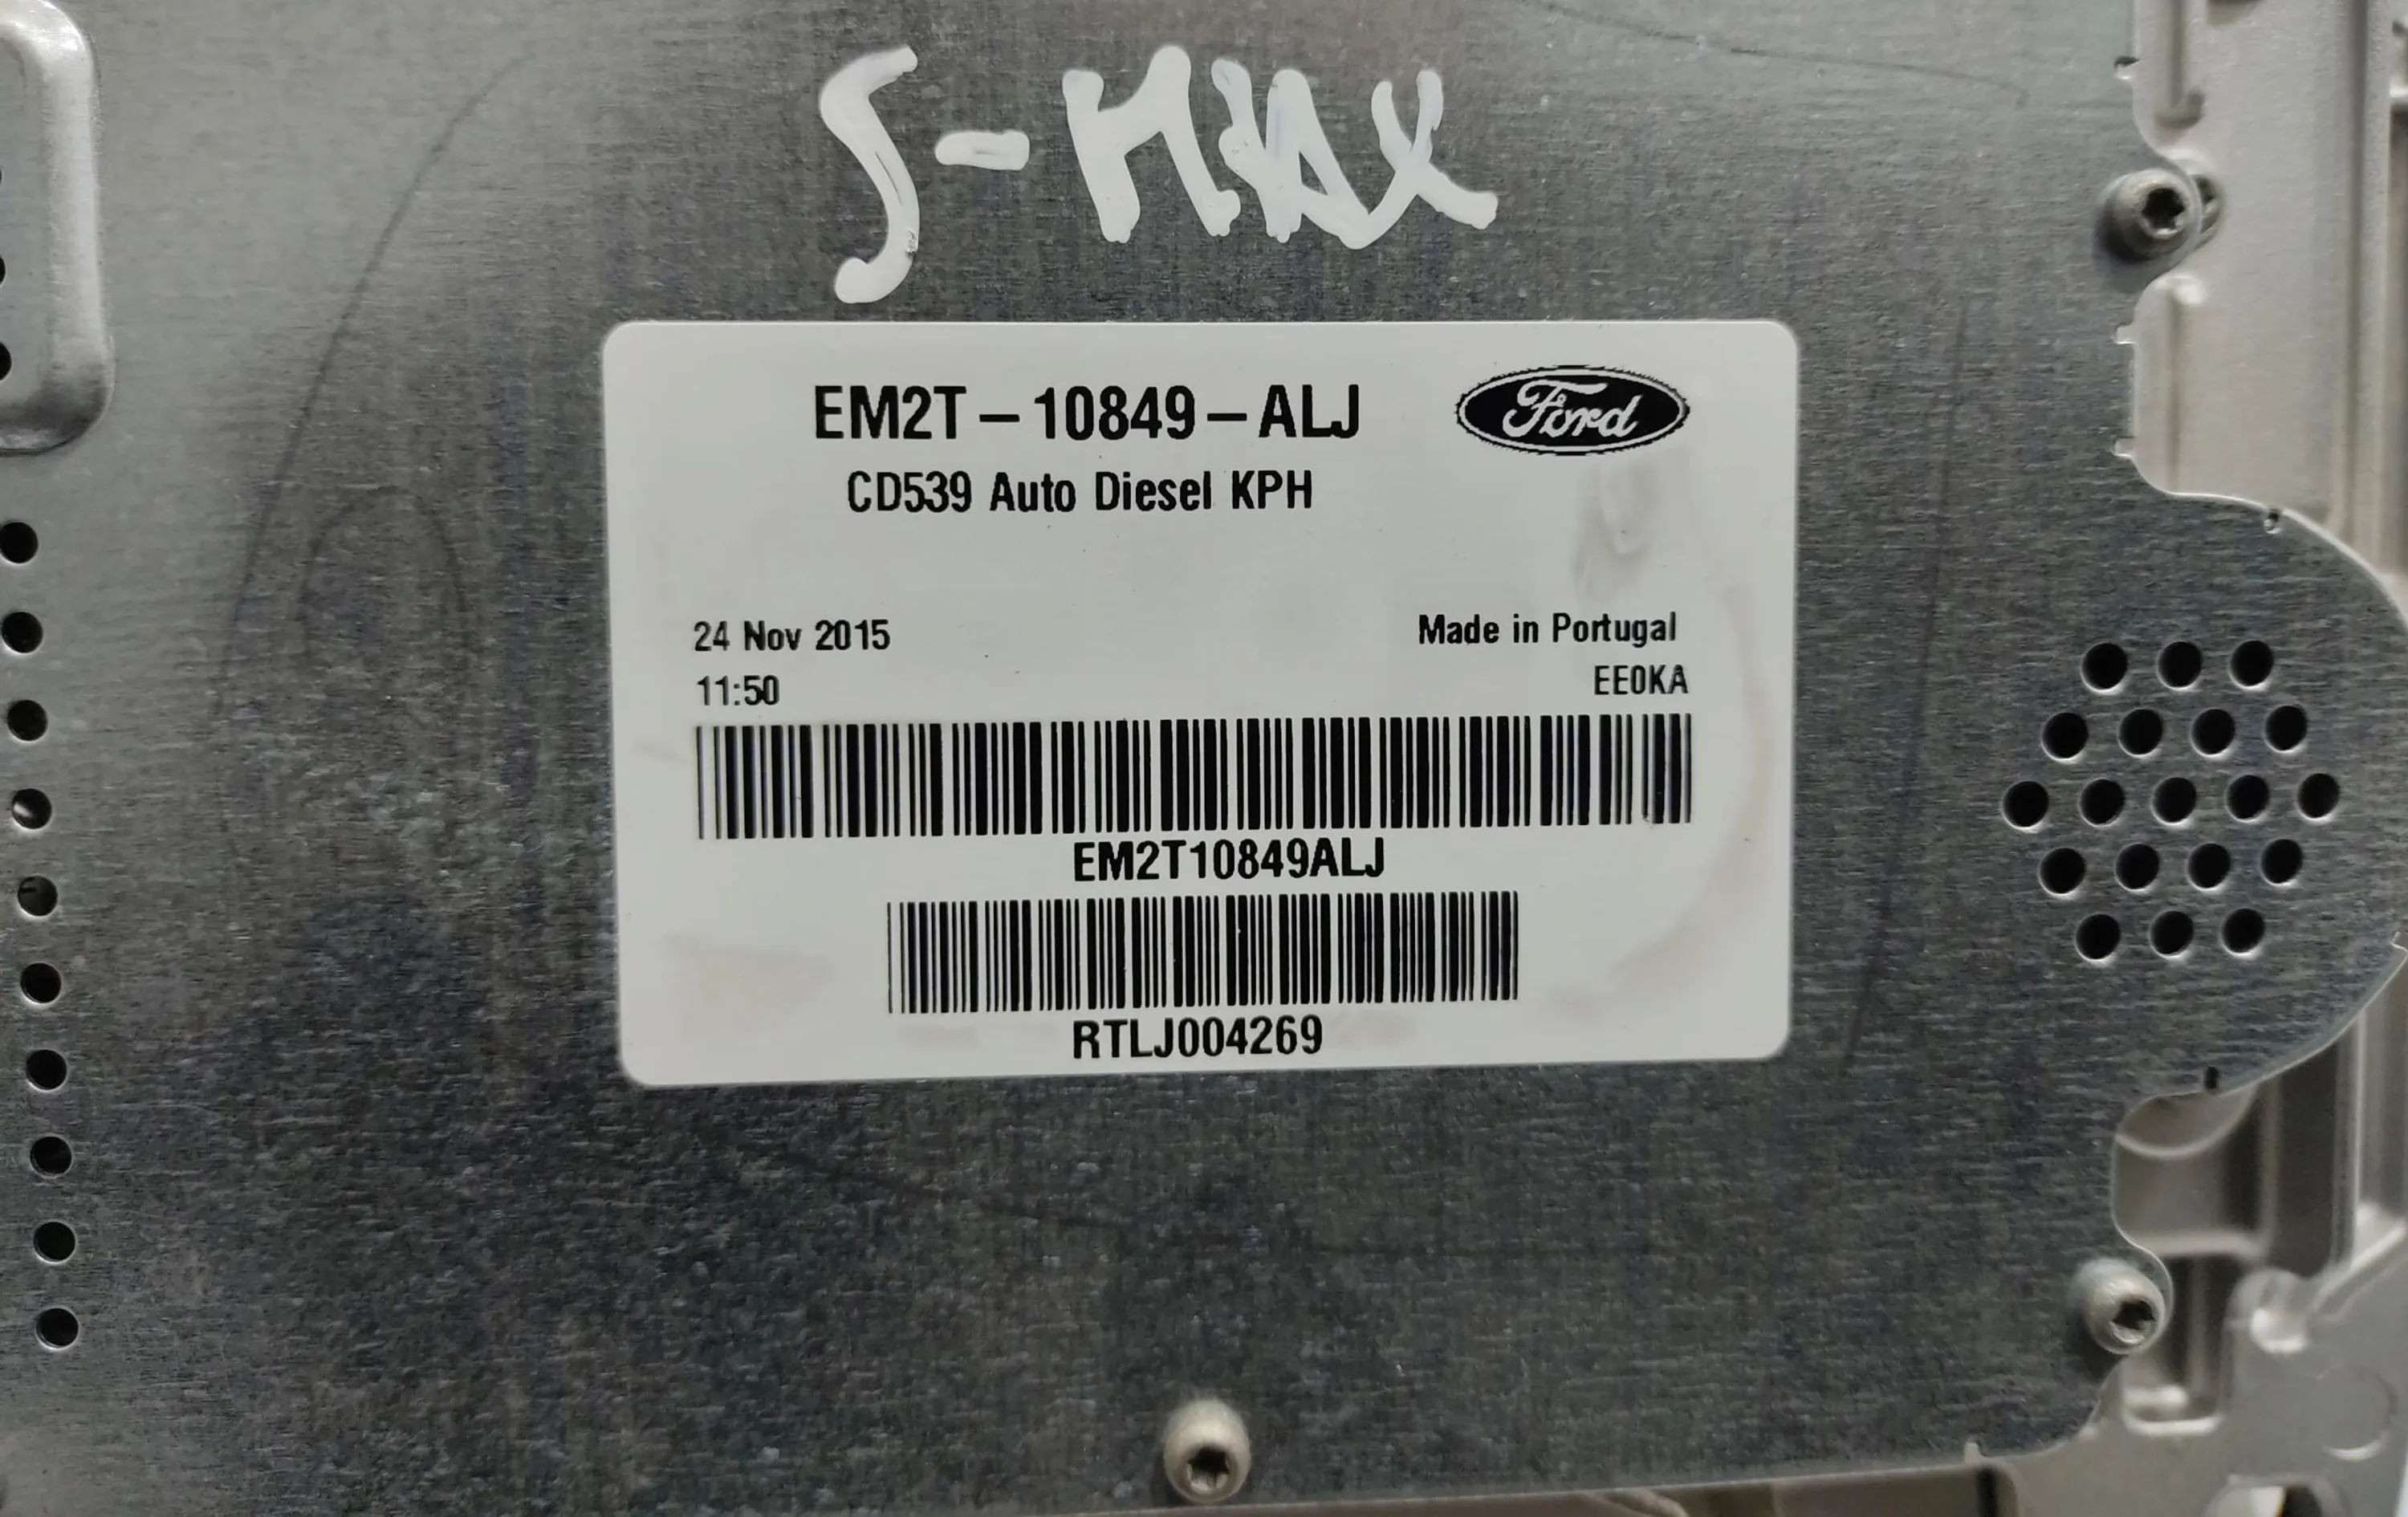 S-MAX
EM2T-10849-ALJ
Ford
CD539 Auto Diesel KPH
24 Nov 2015
Made in Portugal
11:50
EE0KA
EM2T10849ALJ
RTLJ004269